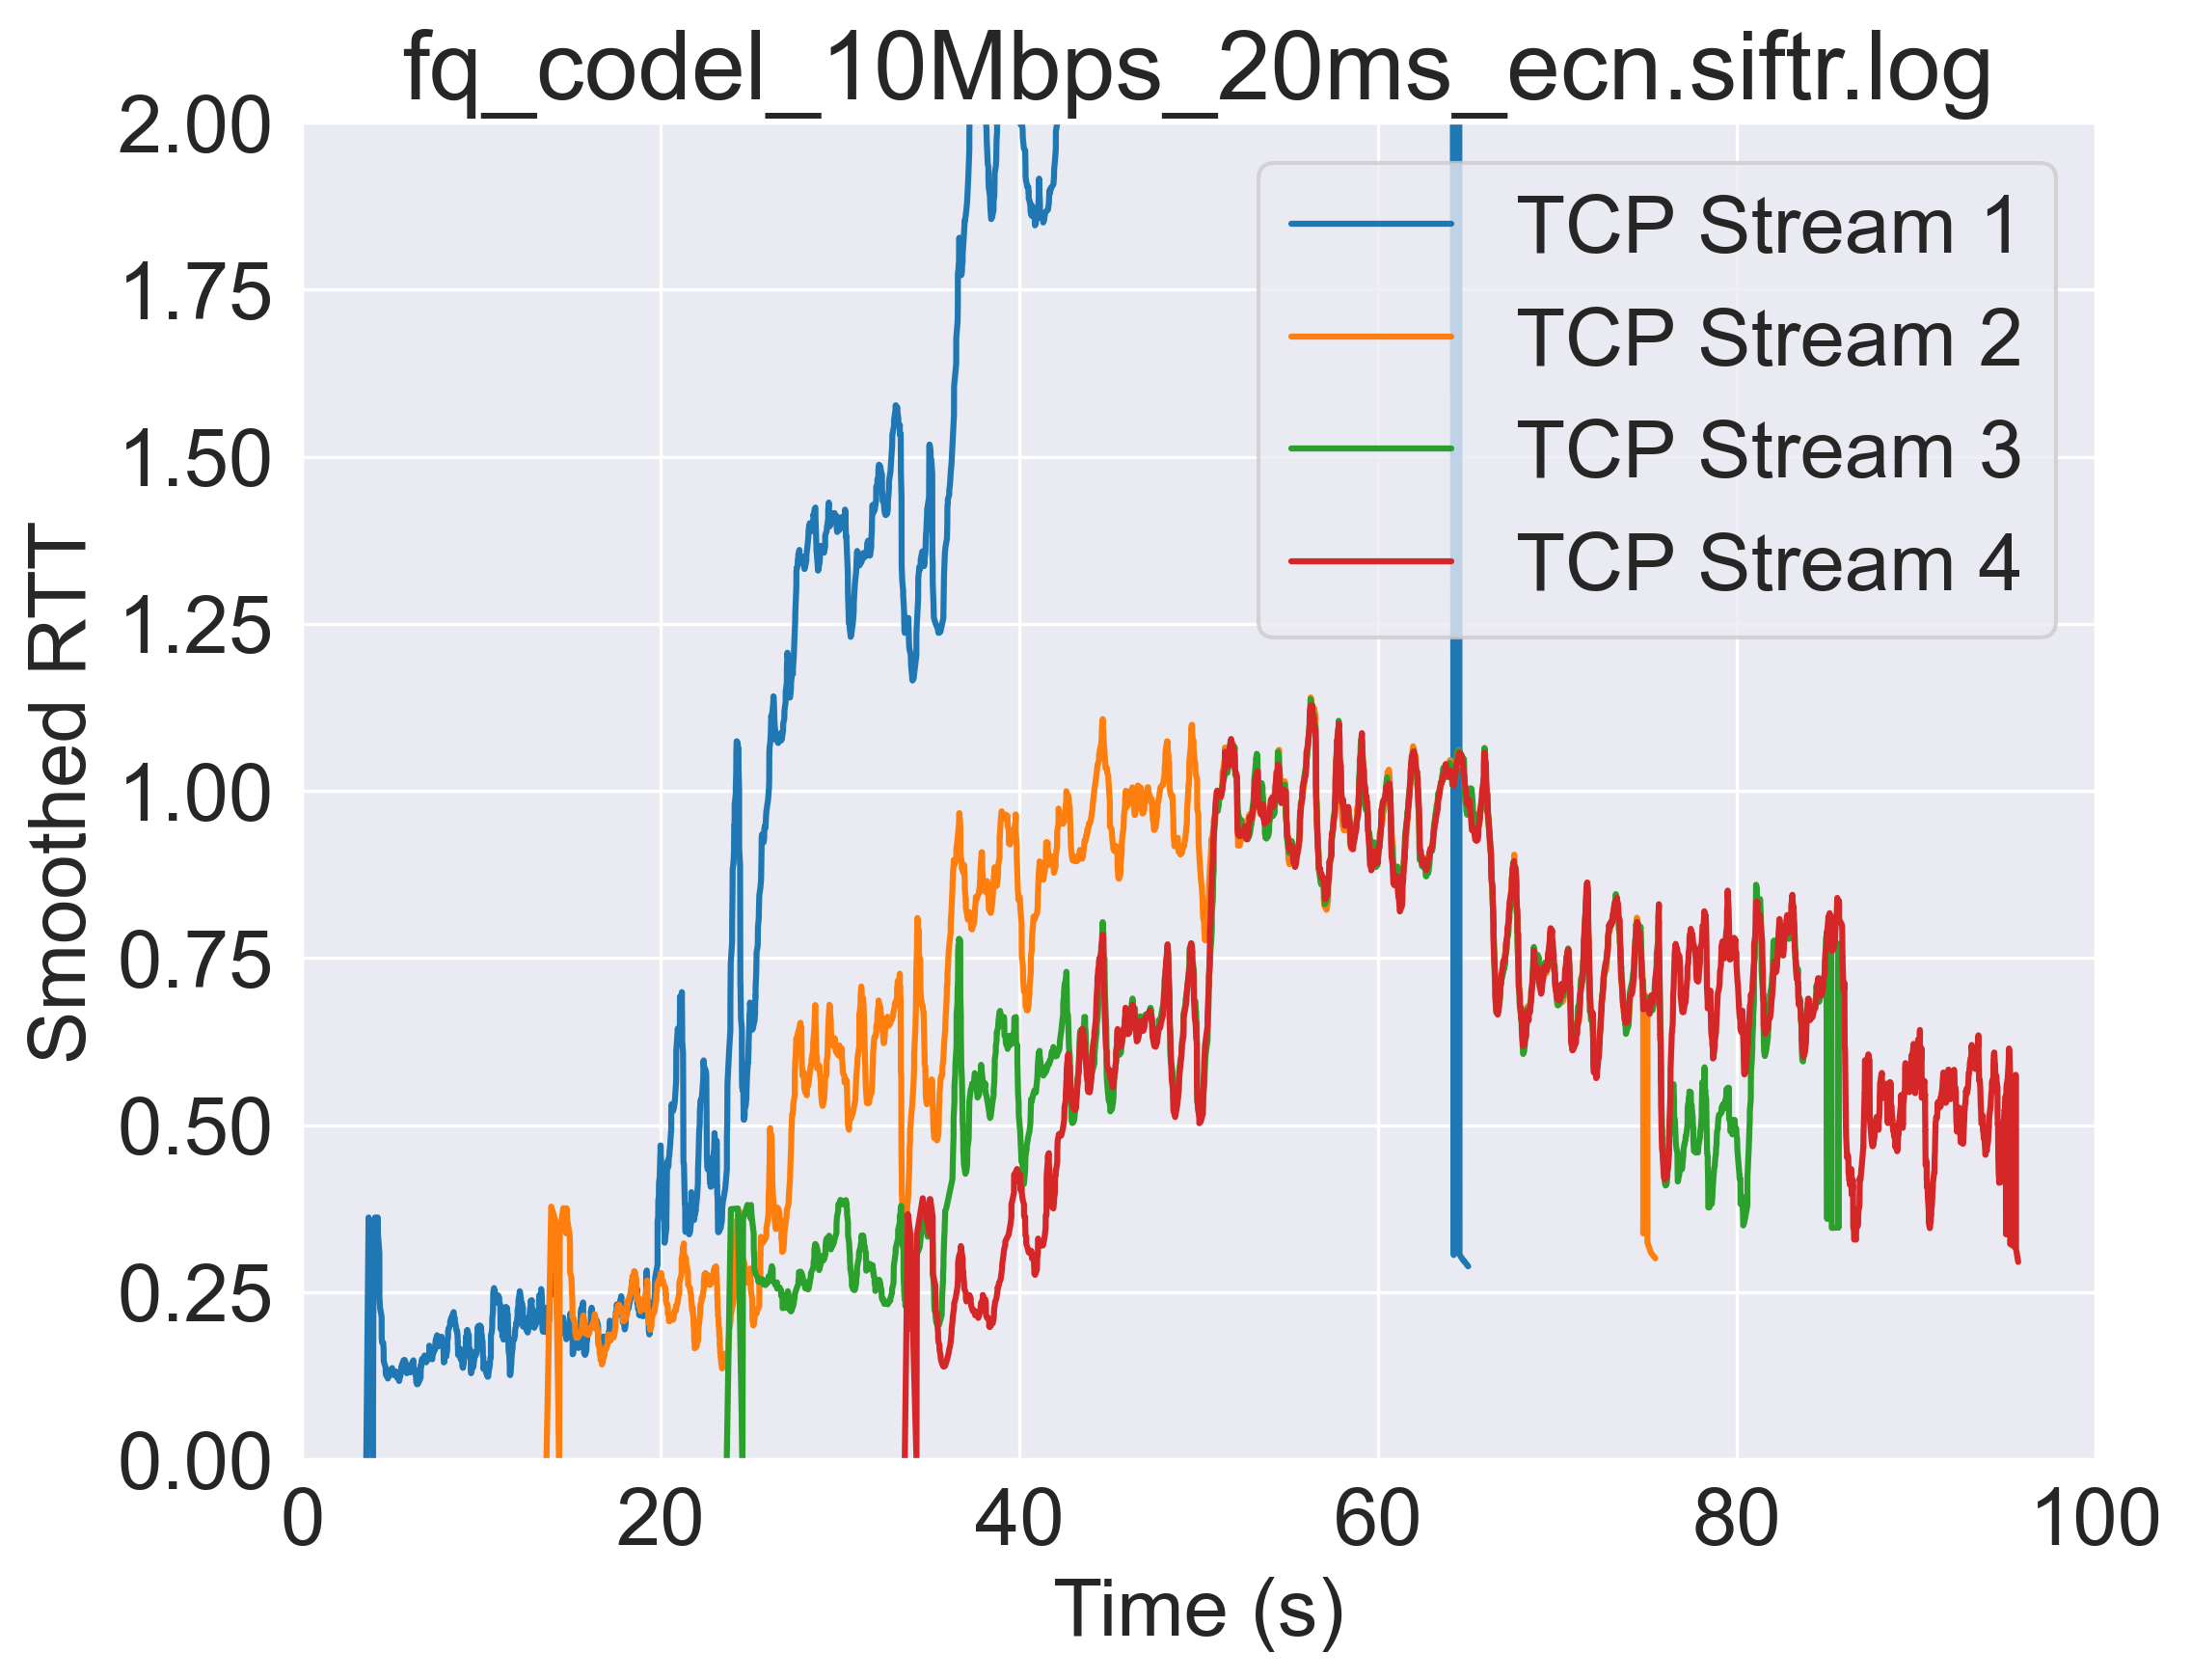 fq_codel_10Mbps_20ms_ecn.siftr.log
2.00
1.75
1.50
1.25
1.00
0.75
0.50
0.25
0.00
Smoothed RTT
TCP Stream 1
TCP Stream 2
TCP Stream 3
TCP Stream 4
0 20 40 60 80 100
Time (s)